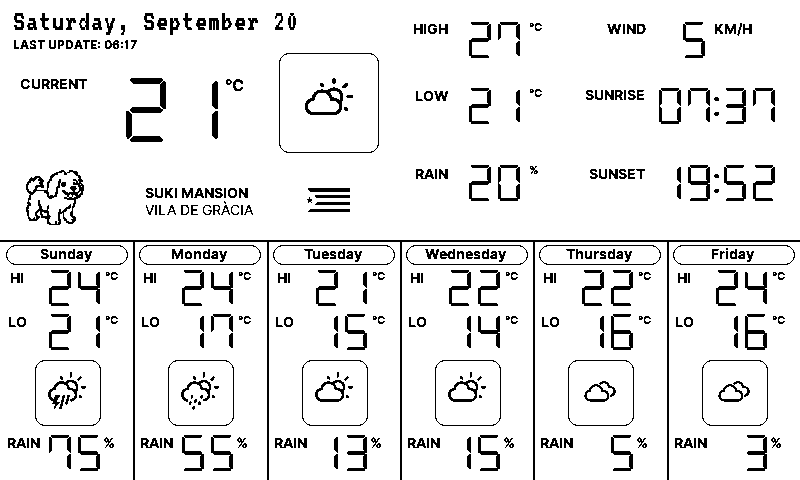 Saturday, September 20
LAST UPDATE: 06:17
CURRENT 21 °C
SUKI MANSION
VILA DE GRÀCIA
HIGH 27 °C
LOW 21 °C
RAIN 20 %
WIND 5 KM/H
SUNRISE 07:37
SUNSET 19:52
Sunday
HI 24 °C
LO 21 °C
RAIN 75 %
Monday
HI 24 °C
LO 17 °C
RAIN 55 %
Tuesday
HI 21 °C
LO 15 °C
RAIN 13 %
Wednesday
HI 22 °C
LO 14 °C
RAIN 15 %
Thursday
HI 22 °C
LO 16 °C
RAIN 5 %
Friday
HI 24 °C
LO 16 °C
RAIN 3 %